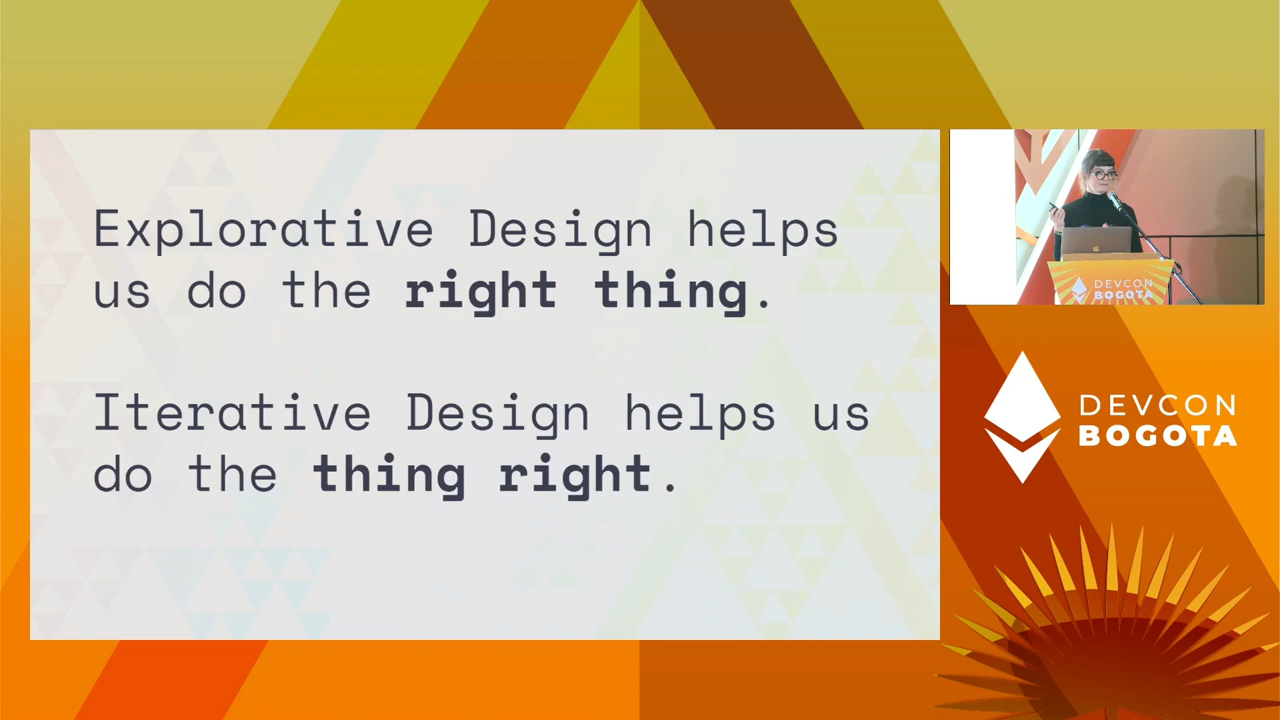 Explorative Design helps
us do the right thing.
Iterative Design helps us
do the thing right.
DEVCON
BOGOTA
DEVCON
BOGOTA